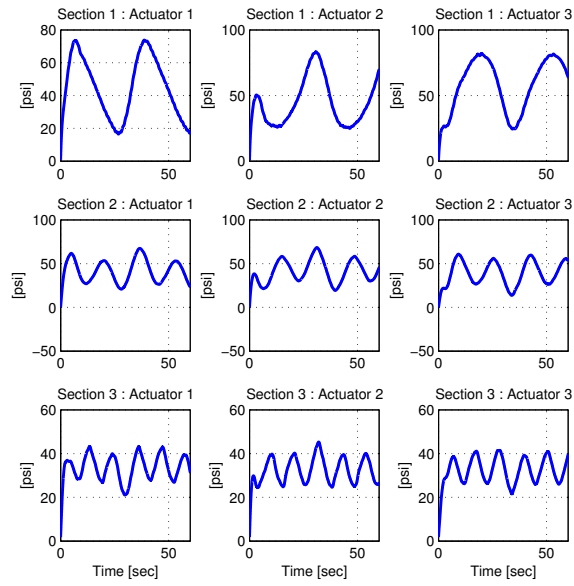 Section 1 : Actuator 1
Section 1 : Actuator 2
Section 1 : Actuator 3
[psi]
80
60
40
20
0
0
50
[psi]
100
50
0
0
50
[psi]
100
50
0
0
50
Section 2 : Actuator 1
Section 2 : Actuator 2
Section 2 : Actuator 3
[psi]
100
50
0
−50
0
50
[psi]
100
50
0
−50
0
50
[psi]
100
50
0
−50
0
50
Section 3 : Actuator 1
Section 3 : Actuator 2
Section 3 : Actuator 3
[psi]
60
40
20
0
0
50
Time [sec]
[psi]
60
40
20
0
0
50
Time [sec]
[psi]
60
40
20
0
0
50
Time [sec]